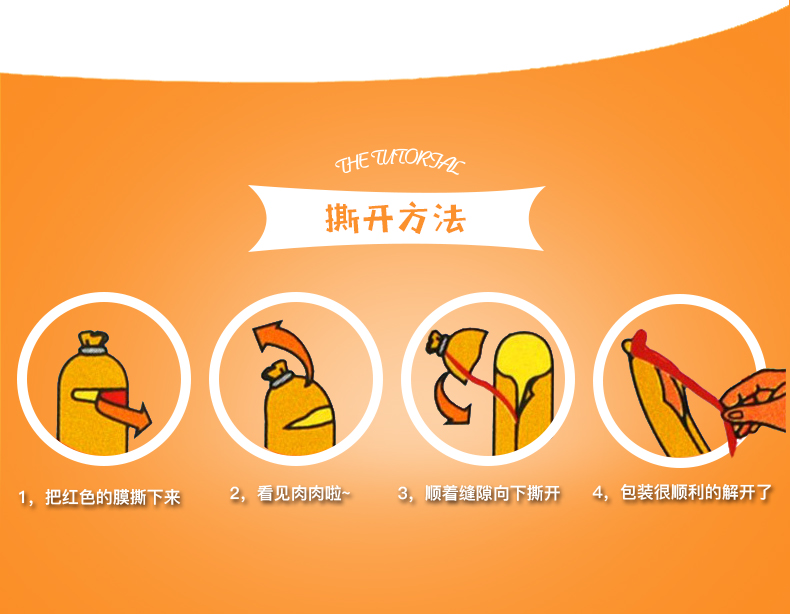 THE TUTORIAL
撕开方法
1，把红色的膜撕下来
2，看见肉肉啦~
3，顺着缝隙向下撕开
4，包装很顺利的解开了